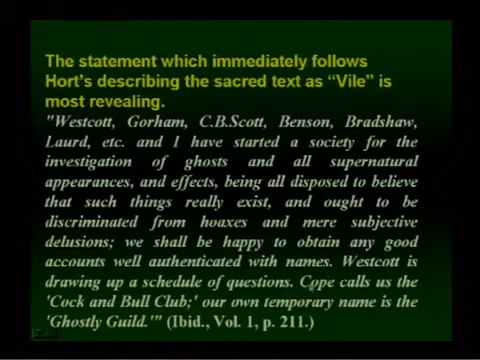 The statement which immediately follows
Hort's describing the sacred text as “Vile” is
most revealing.
"Westcott, Gorham, C.B.Scott, Benson, Bradshaw,
Laurd, etc. and I have started a society for the
investigation of ghosts and all supernatural
appearances, and effects, being all disposed to believe
that such things really exist, and ought to be
discriminated from hoaxes and mere subjective
delusions; we shall be happy to obtain any good
accounts well authenticated with names. Westcott is
drawing up a schedule of questions. Cope calls us the
'Cock and Bull Club;' our own temporary name is the
'Ghostly Guild.'" (Ibid., Vol. 1, p. 211.)